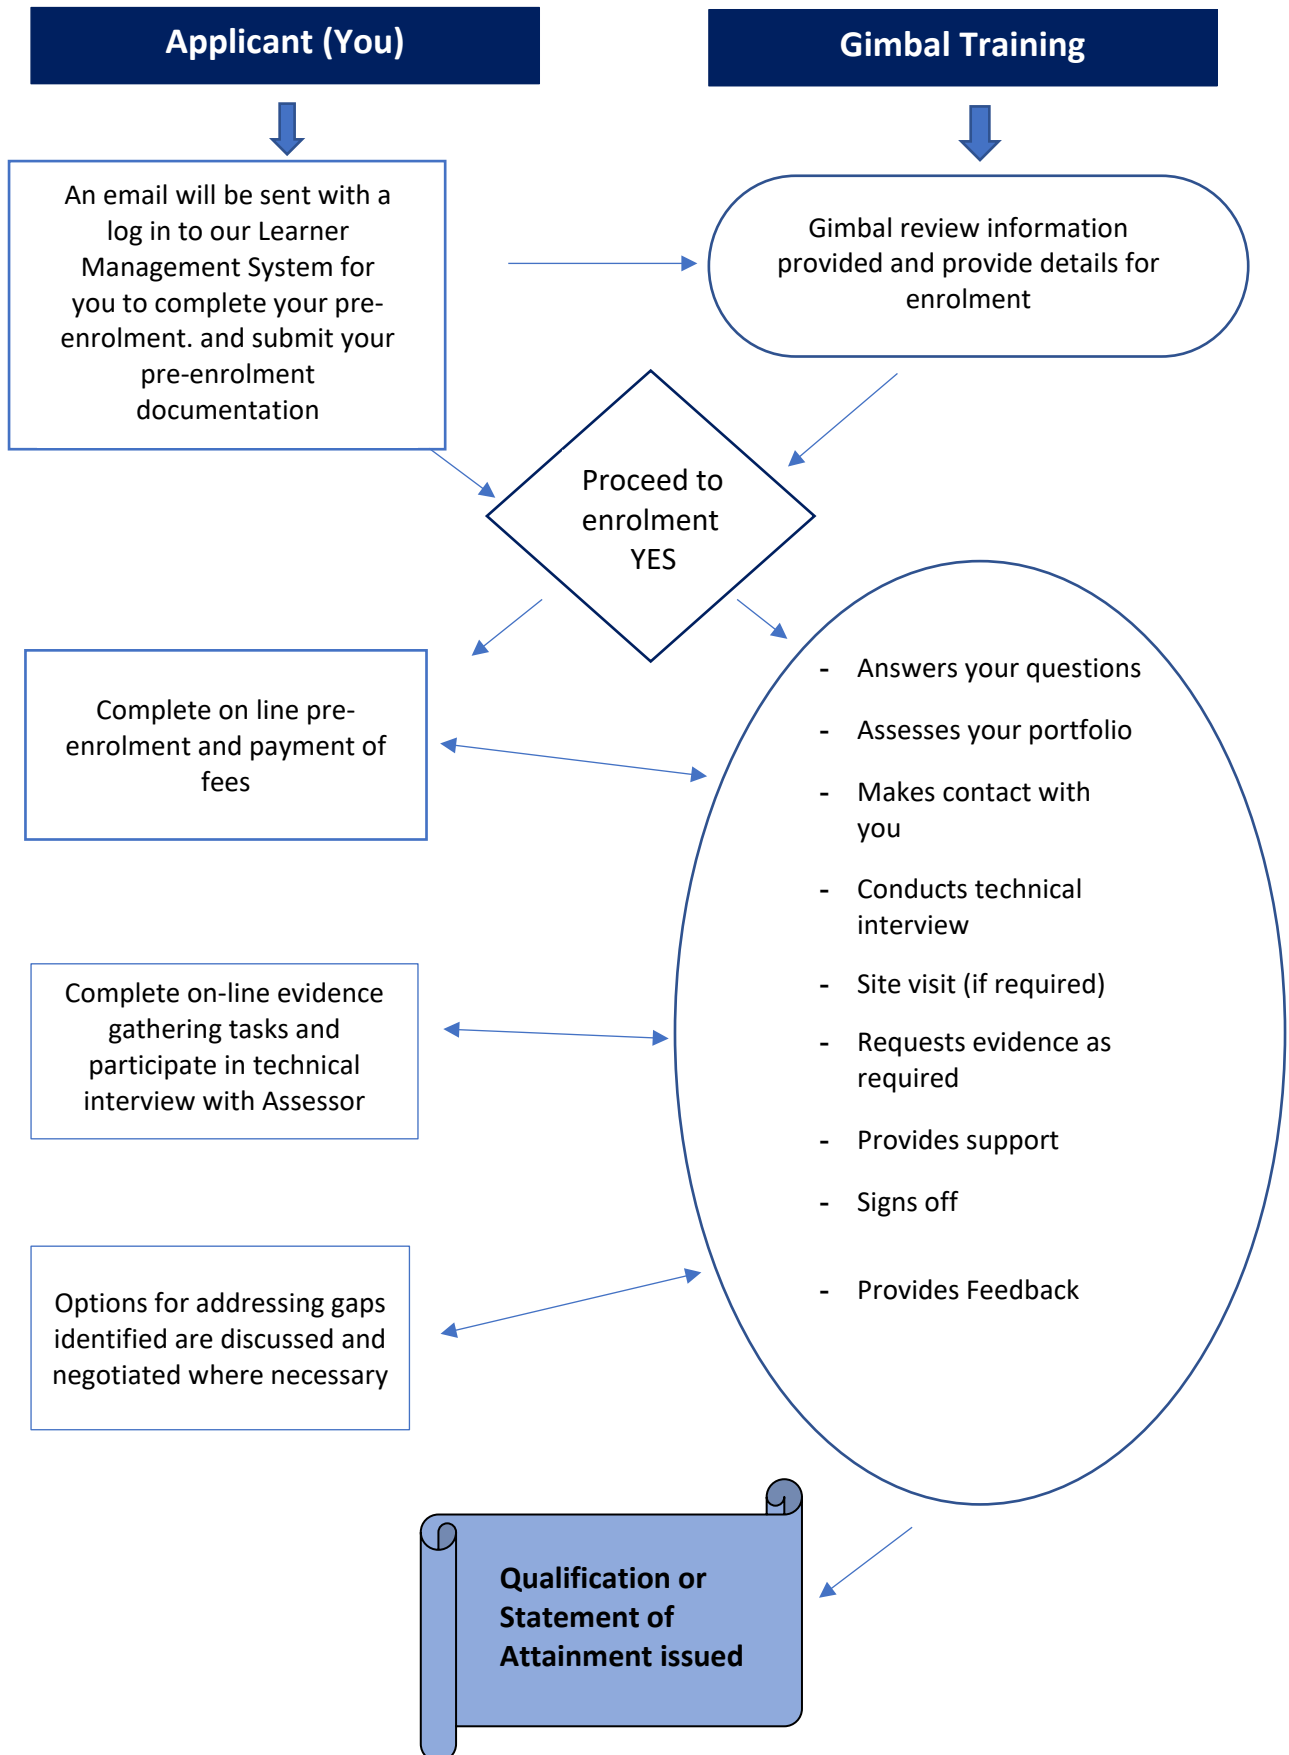 Applicant (You)
Gimbal Training
An email will be sent with a
log in to our Learner
Management System for
you to complete your pre-
enrolment. and submit your
pre-enrolment
documentation
Gimbal review information
provided and provide details for
enrolment
Proceed to
enrolment
YES
Complete on line pre-
enrolment and payment of
fees
Complete on-line evidence
gathering tasks and
participate in technical
interview with Assessor
Options for addressing gaps
identified are discussed and
negotiated where necessary
- Answers your questions
- Assesses your portfolio
- Makes contact with
you
- Conducts technical
interview
- Site visit (if required)
- Requests evidence as
required
- Provides support
- Signs off
- Provides Feedback
Qualification or
Statement of
Attainment issued